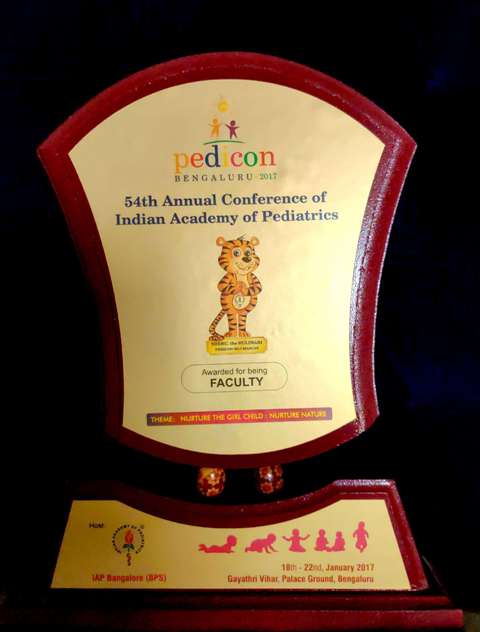 pedicon
BENGALURU - 2017
54th Annual Conference of
Indian Academy of Pediatrics
Awarded for being
FACULTY
THEME: NURTURE THE GIRL CHILD : NURTURE NATURE
Host:
IAP Bangalore (BPS)
18th - 22nd, January 2017
Gayathri Vihar, Palace Ground, Bengaluru